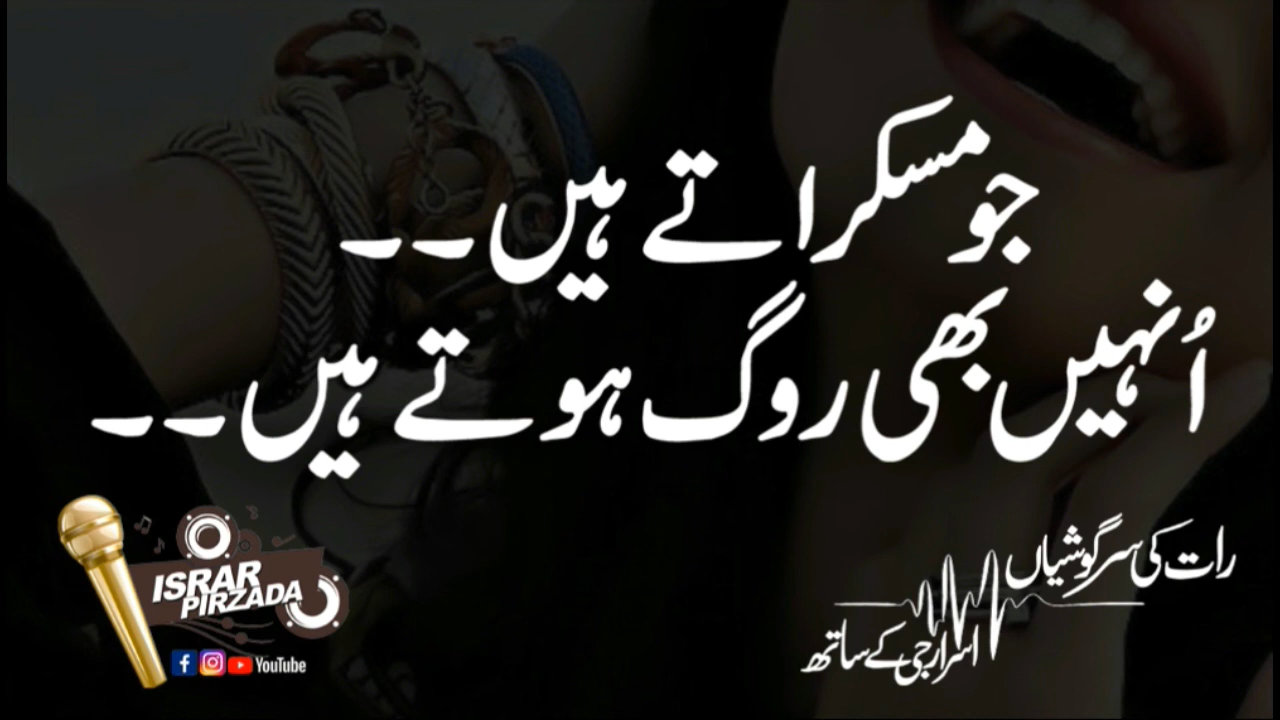 جو مسکراتے ہیں۔۔
اُنہیں بھی روگ ہوتے ہیں۔۔
رات کی سرگوشیاں
اسرار جی کے ساتھ
ISRAR
PIRZADA
YouTube